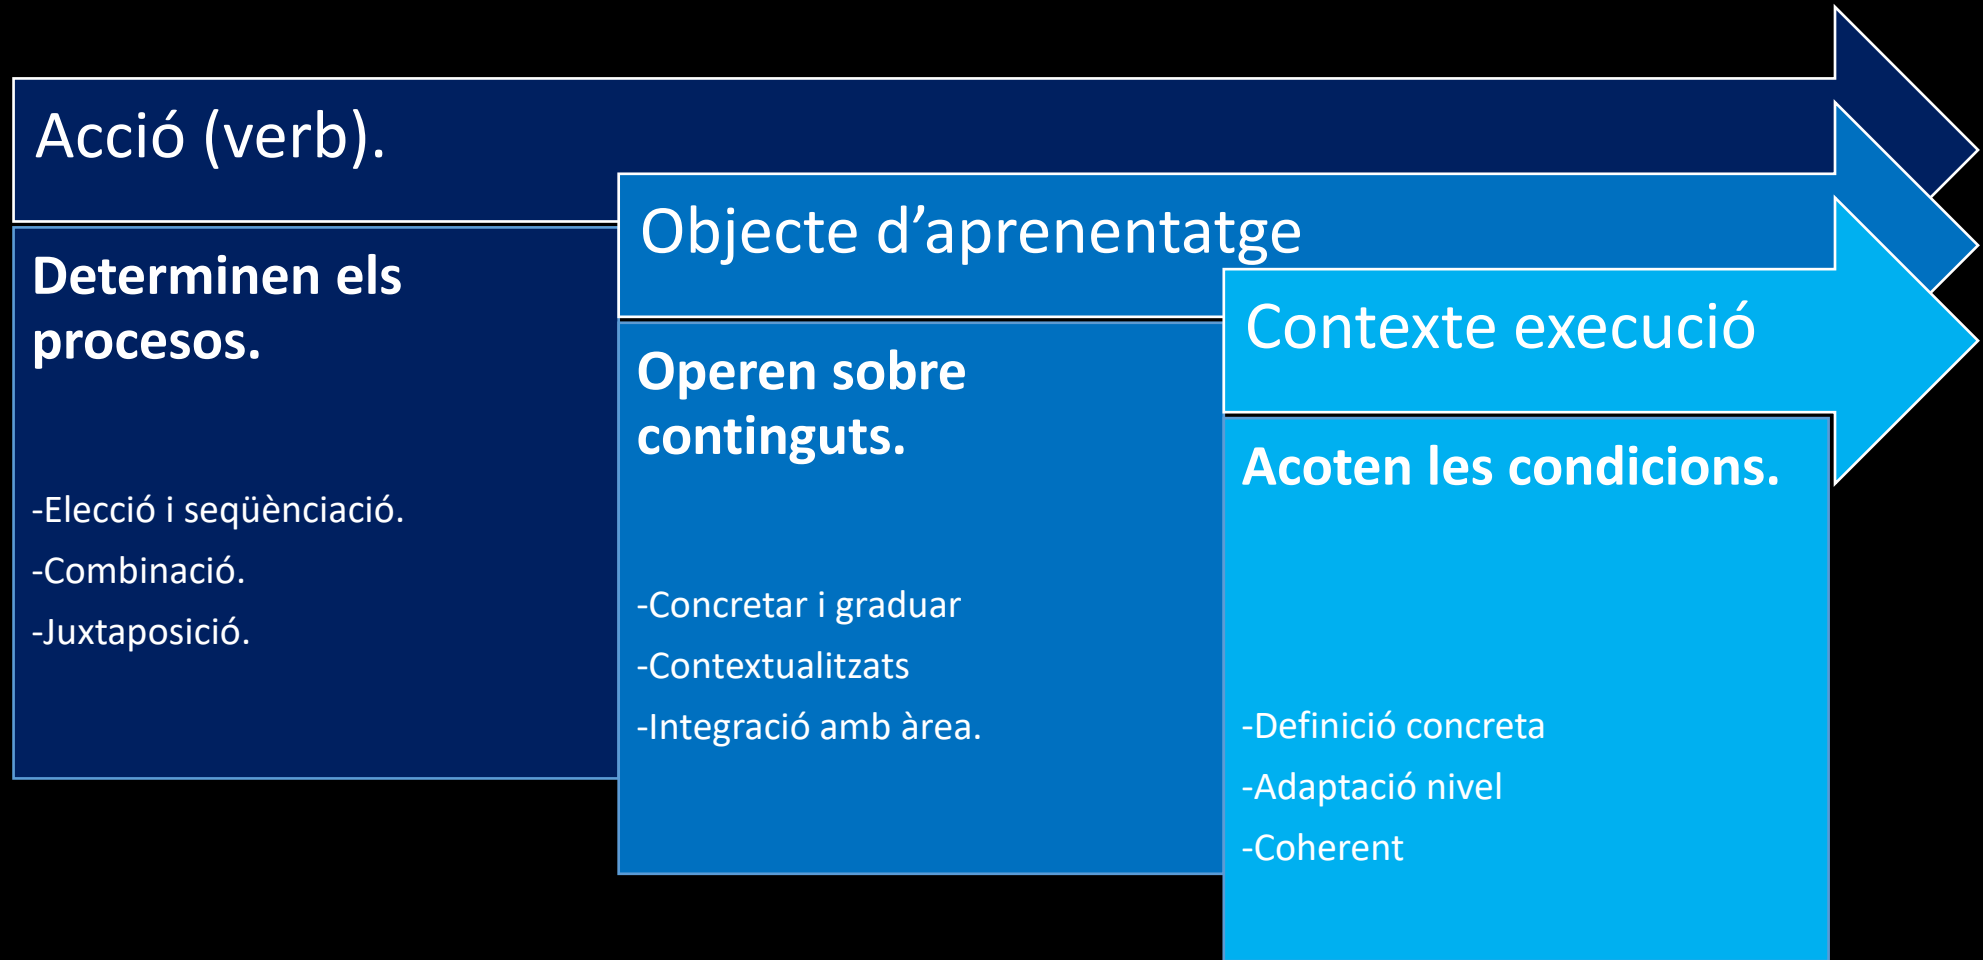 Acció (verb).
Determinen els
procesos.
-Elecció i seqüènciació.
-Combinació.
-Juxtaposició.
Objecte d’aprenentatge
Operen sobre
continguts.
-Concretar i graduar
-Contextualitzats
-Integració amb àrea.
Contexte execució
Acoten les condicions.
-Definició concreta
-Adaptació nivel
-Coherent